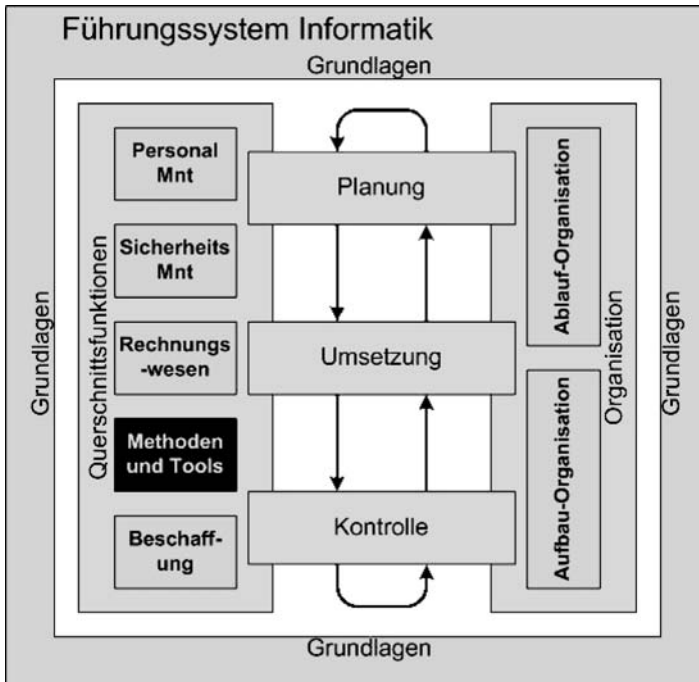 Führungssystem Informatik
Grundlagen
Grundlagen
Querschnittsfunktionen
Personal
Mnt
Sicherheits
Mnt
Rechnungs
-wesen
Methoden
und Tools
Beschaff-
ung
Planung
Umsetzung
Kontrolle
Ablauf-Organisation
Aufbau-Organisation
Organisation
Grundlagen
Grundlagen